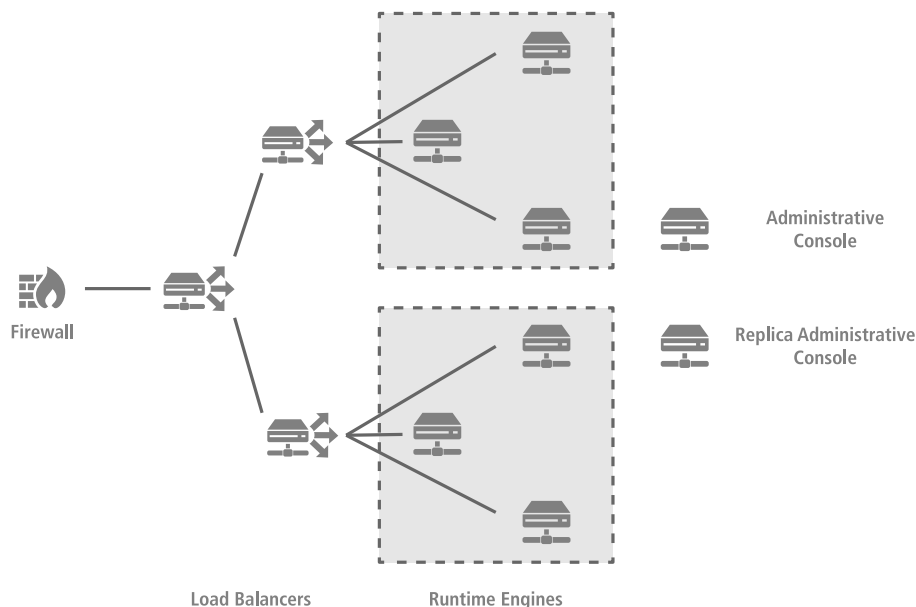 Administrative
Console
Firewall
Replica Administrative
Console
Load Balancers
Runtime Engines